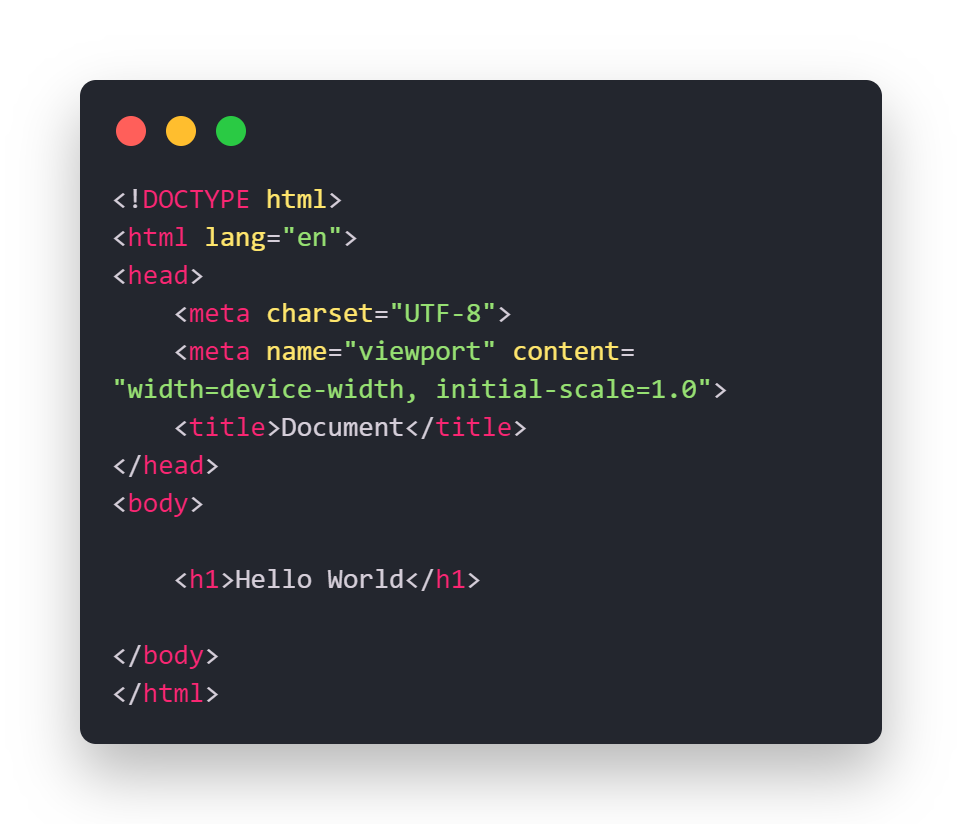 <!DOCTYPE html>
<html lang="en">
<head>
    <meta charset="UTF-8">
    <meta name="viewport" content=
"width=device-width, initial-scale=1.0">
    <title>Document</title>
</head>
<body>

    <h1>Hello World</h1>

</body>
</html>